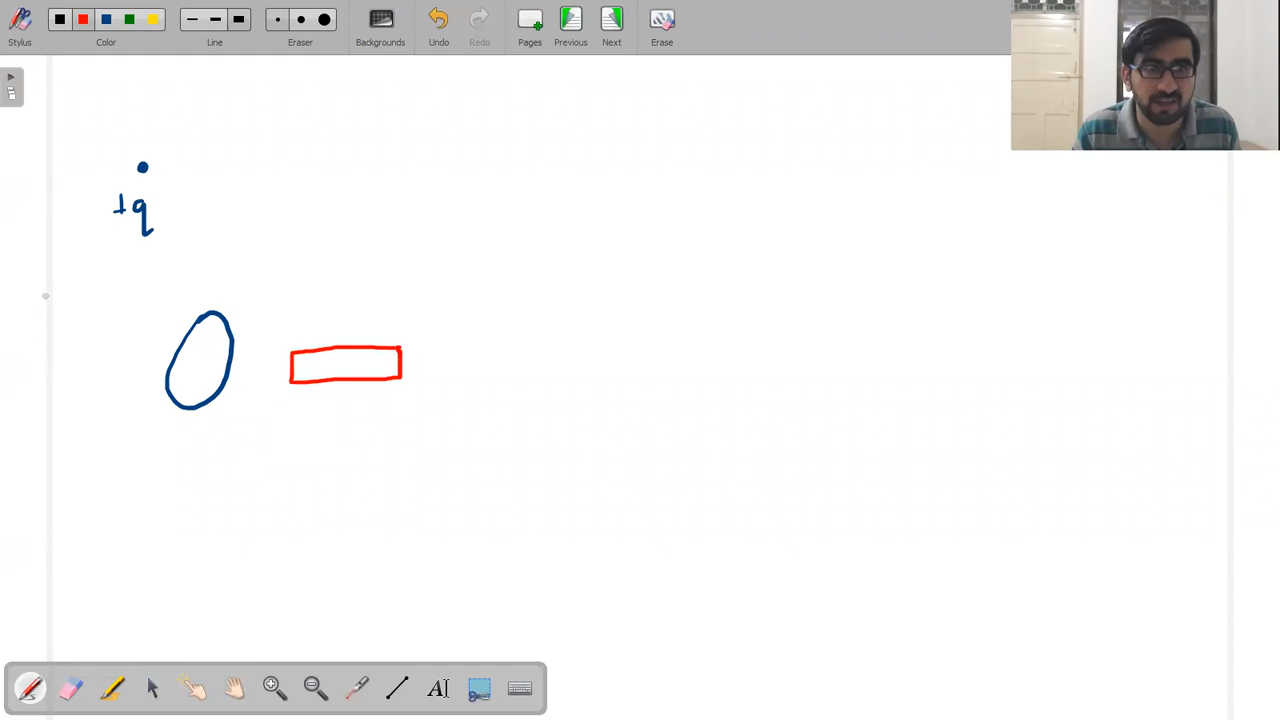 Stylus Color Line Eraser Backgrounds Undo Redo Pages Previous Next Erase
+q
A